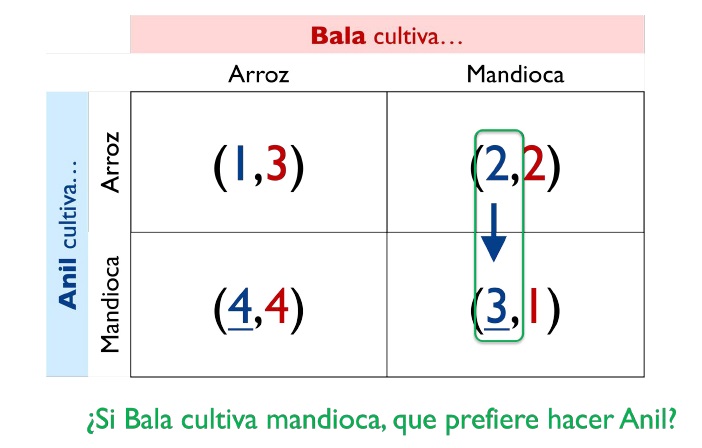 Bala cultiva...
Arroz
Mandioca
Anil cultiva...
Arroz
(1,3)
(2,2)
Mandioca
(4,4)
(3,1)
¿Si Bala cultiva mandioca, que prefiere hacer Anil?